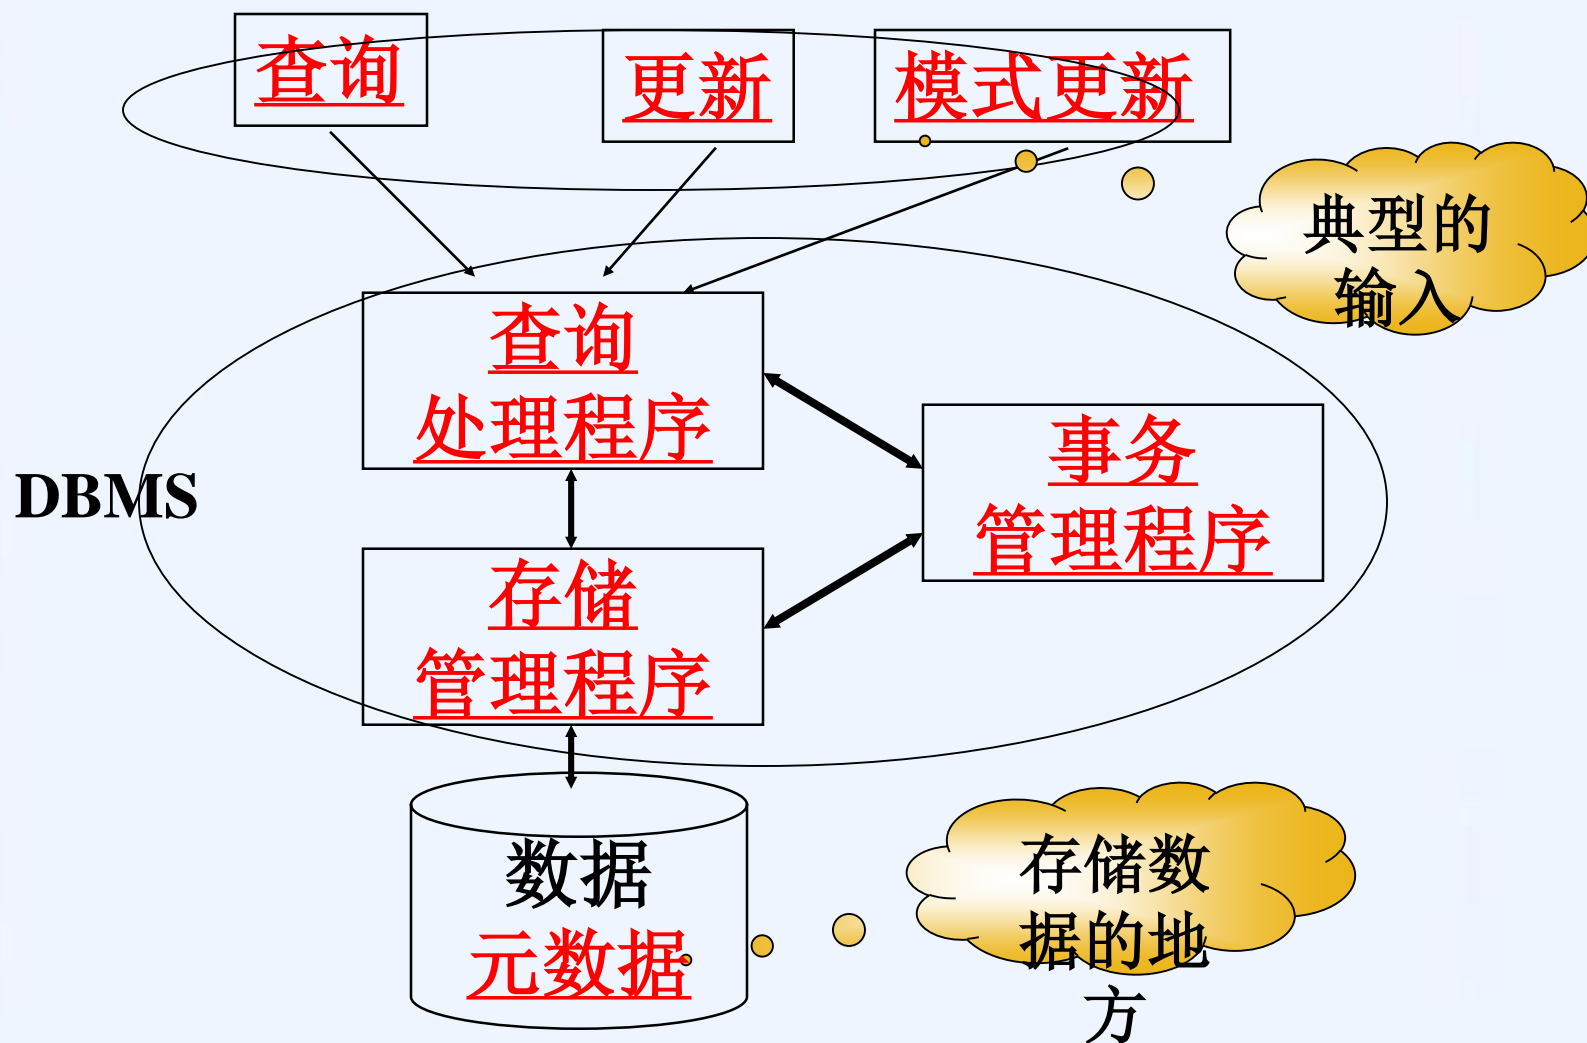 查询
更新
模式更新
典型的
输入
查询
处理程序
事务
管理程序
DBMS
存储
管理程序
数据
元数据
存储数
据的地
方